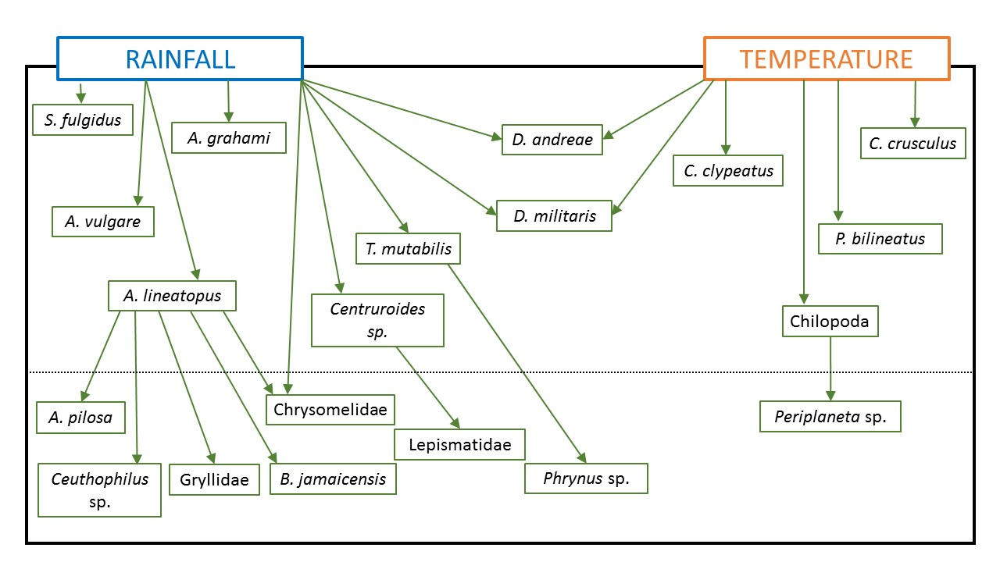 RAINFALL
TEMPERATURE
S. fulgidus
A. grahami
D. andreae
C. crusculus
C. clypeatus
A. vulgare
D. militaris
P. bilineatus
T. mutabilis
A. lineatopus
Centruroides
sp.
Chilopoda
A. pilosa
Chrysomelidae
Periplaneta sp.
Lepismatidae
Ceuthophilus
sp.
Gryllidae
B. jamaicensis
Phrynus sp.